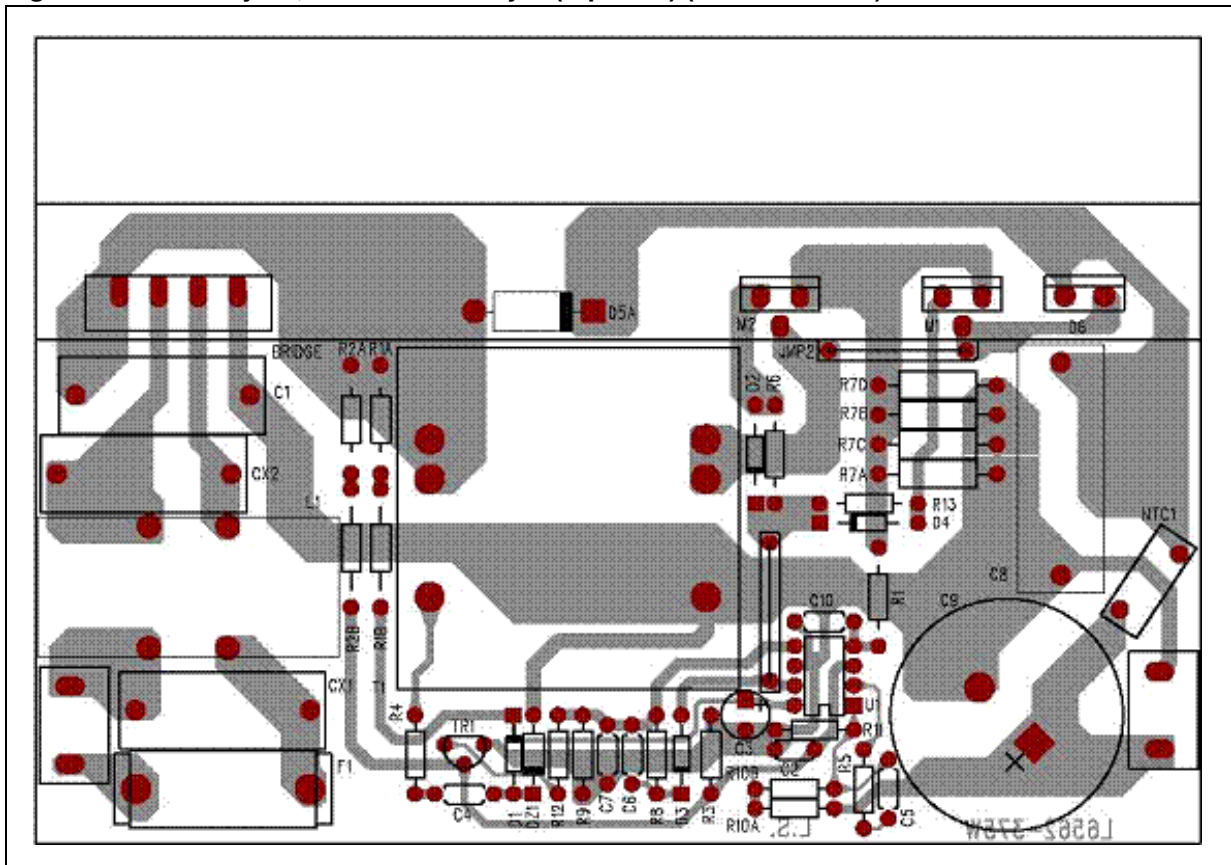 D5A
M2
M1
D6
BRIDGE
R2A
R1A
JMP2
C1
D2
R6
R7D
R7B
R7C
R7A
CX2
L1
R13
D4
NTC1
C8
R1
C9
C10
R2B
R1B
CX1
T1
R4
TR1
U1
R11
C3
C2
R5
F1
R10B
C4
D1
DZ1
R12
R9
C7
C6
R8
D3
R3
R10A
L.S.
C5
L6562-375W